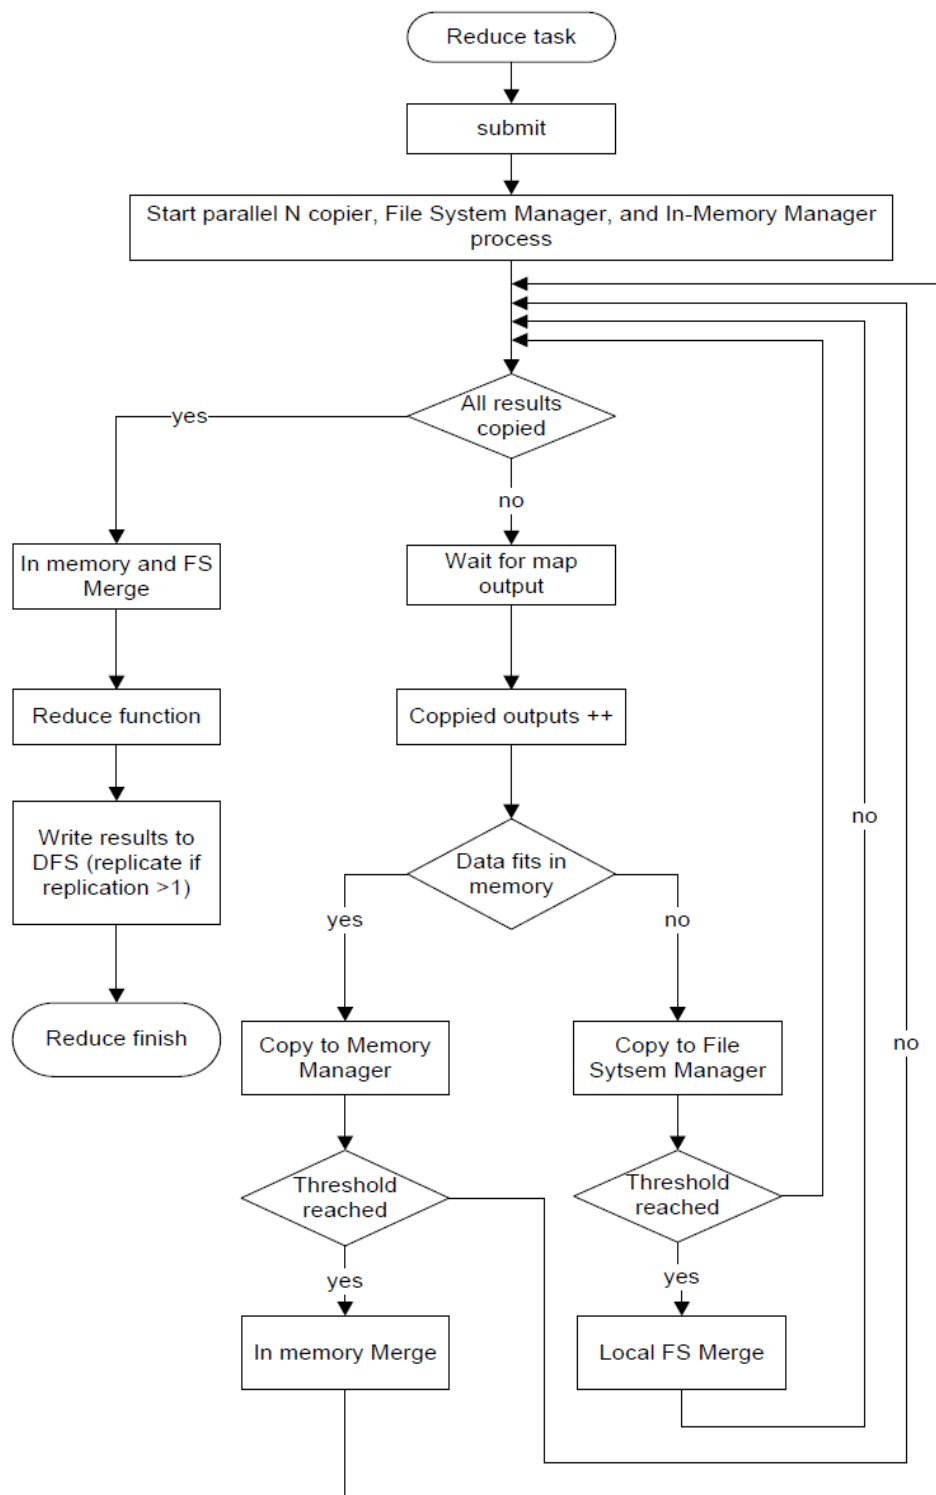 Reduce task
submit
Start parallel N copier, File System Manager, and In-Memory Manager
process
All results
copied
yes
no
In memory and FS
Merge
Wait for map
output
Reduce function
Coppied outputs ++
Write results to
DFS (replicate if
replication >1)
Data fits in
memory
no
yes
no
Reduce finish
Copy to Memory
Manager
Copy to File
Sytsem Manager
no
Threshold
reached
Threshold
reached
yes
yes
In memory Merge
Local FS Merge